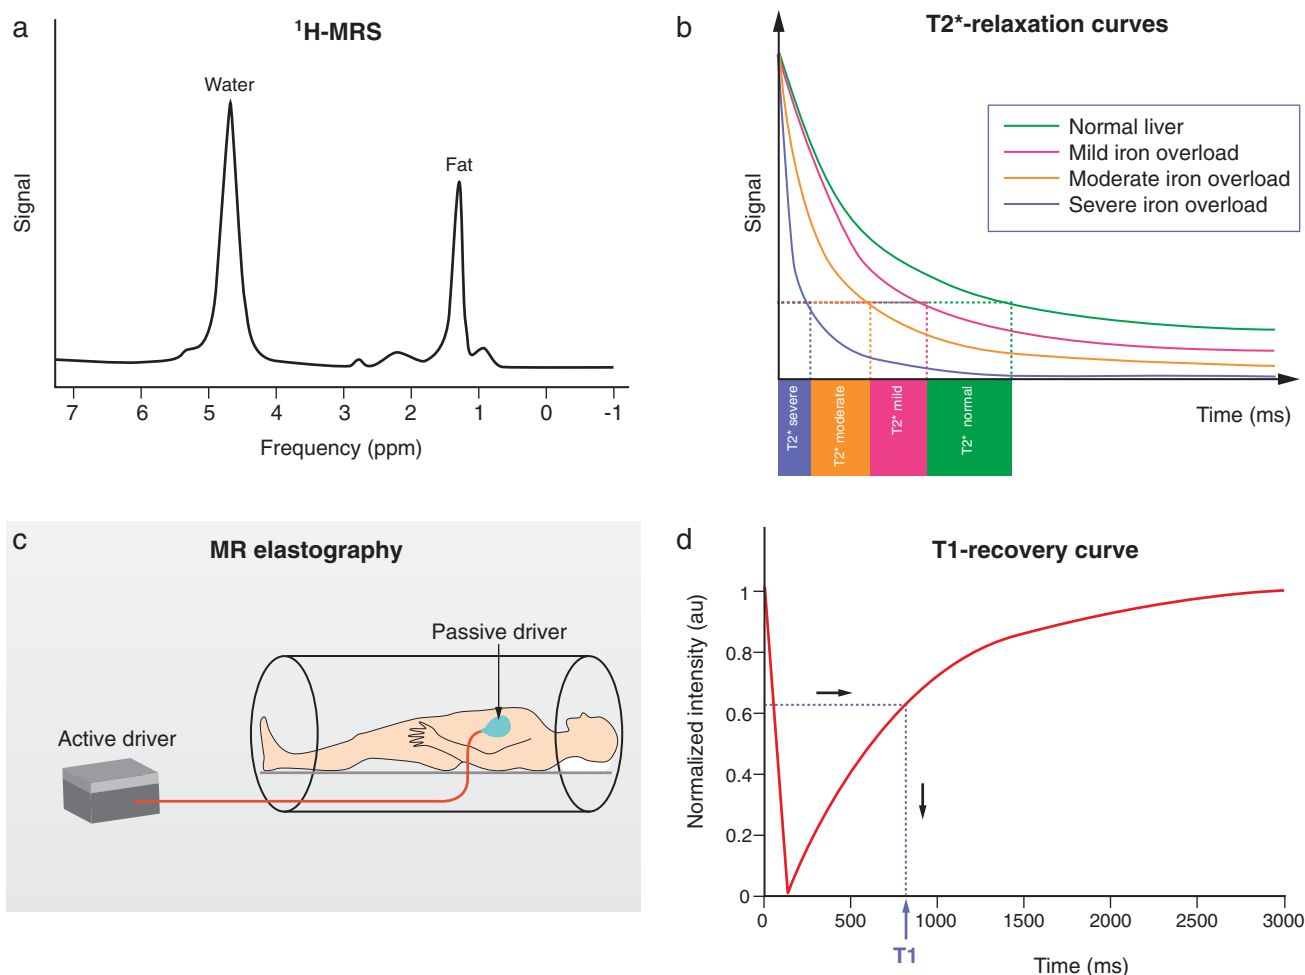 a
¹H-MRS
Water
Fat
Signal
7 6 5 4 3 2 1 0 -1
Frequency (ppm)
b
T2*-relaxation curves
Normal liver
Mild iron overload
Moderate iron overload
Severe iron overload
Signal
T2* severe
T2* moderate
T2* mild
T2* normal
Time (ms)
c
MR elastography
Passive driver
Active driver
d
T1-recovery curve
Normalized intensity (au)
1
0.8
0.6
0.4
0.2
0
0 500 1000 1500 2000 2500 3000
T1
Time (ms)